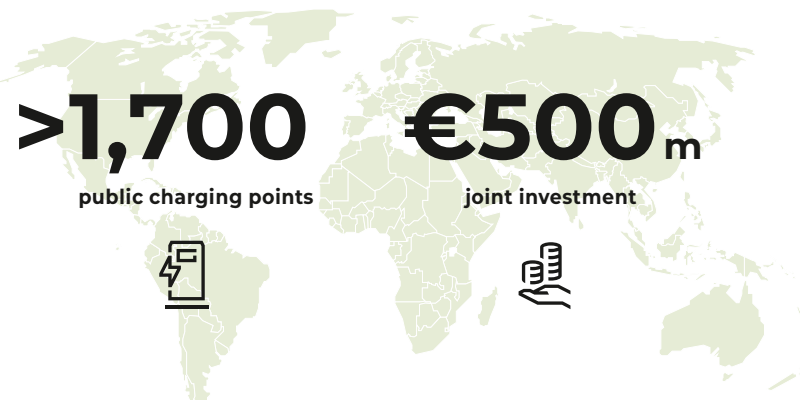 >1,700
public charging points
€500 m
joint investment